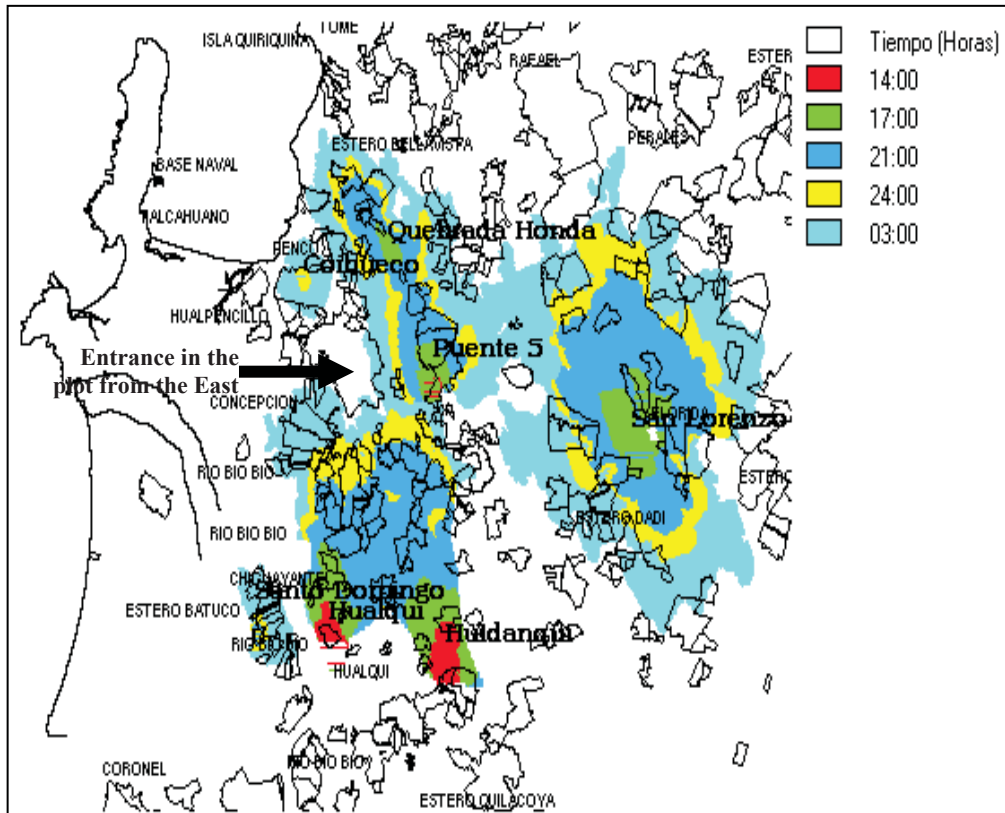 TOME
ISLA QUIRIQUINA
RAFAEL
ESTER
ESTERO BELLAVISTA
PERALES
BASE NAVAL
TALCAHUANO
Quebrada Honda
PENCO
Coihueco
HUALPENCILLO
Puente 5
Entrance in the
plot from the East
CONCEPCION
FLORIDA
San Lorenzo
RIO BIO BIO
ESTERO
ESTERO DADI
RIO BIO BIO
CHIGUAYANTE
Santo Domingo
ESTERO BATUCO
Hualqui
Huidanqui
RIO BIO BIO
HUALQUI
RIO BIO BIO
CORONEL
ESTERO QUILACOYA
Tiempo (Horas)
14:00
17:00
21:00
24:00
03:00